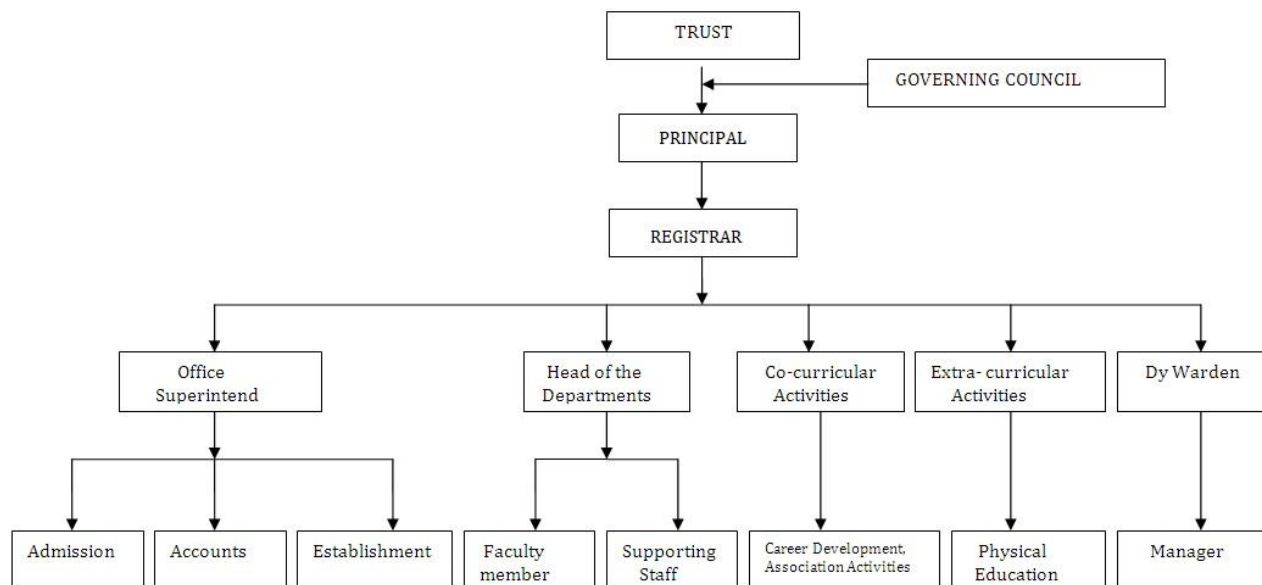 TRUST
GOVERNING COUNCIL
PRINCIPAL
REGISTRAR
Office
Superintend
Head of the
Departments
Co-curricular
Activities
Extra- curricular
Activities
Dy Warden
Admission
Accounts
Establishment
Faculty
member
Supporting
Staff
Career Development,
Association Activities
Physical
Education
Manager